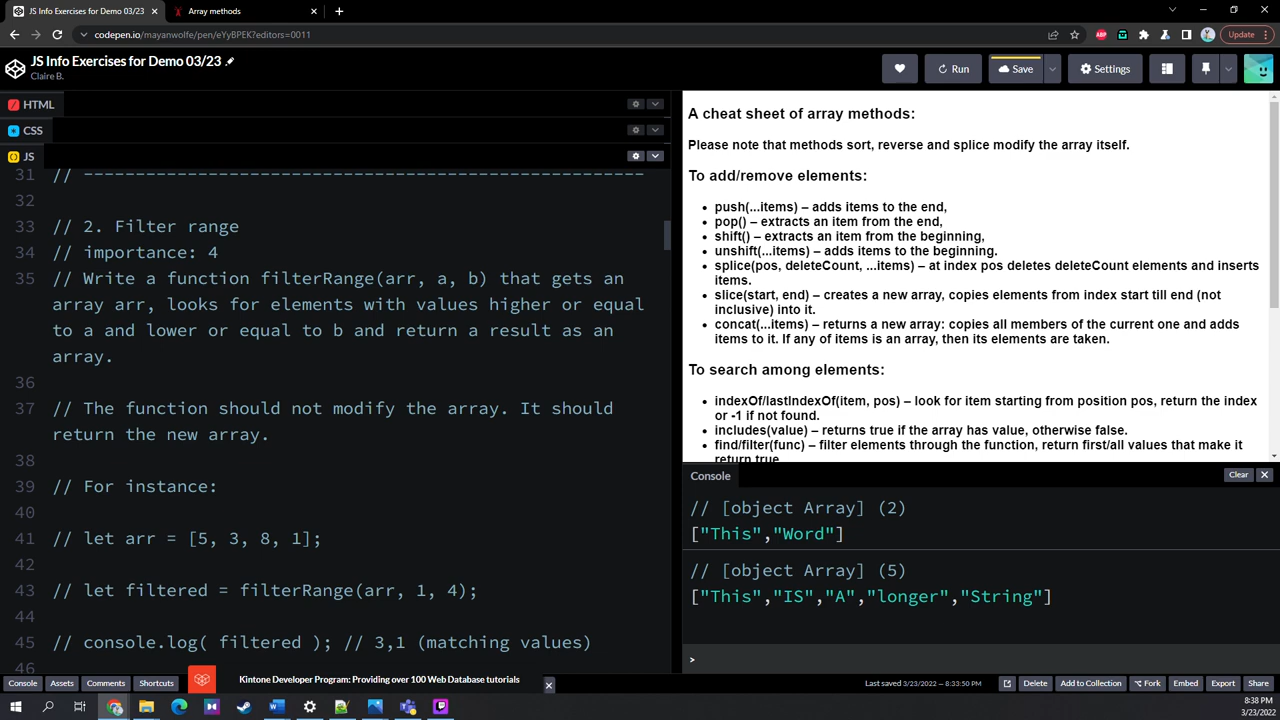 JS Info Exercises for Demo 03/23
Array methods
codepen.io/mayanwolfe/pen/eYyBPEK?editors=0011
ABP
Update
JS Info Exercises for Demo 03/23
Claire B.
Run
Save
Settings
HTML
CSS
JS
31 // ------------------------------------------------------
32
33 // 2. Filter range
34 // importance: 4
35 // Write a function filterRange(arr, a, b) that gets an
array arr, looks for elements with values higher or equal
to a and lower or equal to b and return a result as an
array.
36
37 // The function should not modify the array. It should
return the new array.
38
39 // For instance:
40
41 // let arr = [5, 3, 8, 1];
42
43 // let filtered = filterRange(arr, 1, 4);
44
45 // console.log( filtered ); // 3,1 (matching values)
46
A cheat sheet of array methods:
Please note that methods sort, reverse and splice modify the array itself.
To add/remove elements:
• push(...items) – adds items to the end,
• pop() – extracts an item from the end,
• shift() – extracts an item from the beginning,
• unshift(...items) – adds items to the beginning.
• splice(pos, deleteCount, ...items) – at index pos deletes deleteCount elements and inserts
items.
• slice(start, end) – creates a new array, copies elements from index start till end (not
inclusive) into it.
• concat(...items) – returns a new array: copies all members of the current one and adds
items to it. If any of items is an array, then its elements are taken.
To search among elements:
• indexOf/lastIndexOf(item, pos) – look for item starting from position pos, return the index
or -1 if not found.
• includes(value) – returns true if the array has value, otherwise false.
• find/filter(func) – filter elements through the function, return first/all values that make it
return true.
Console
Clear
// [object Array] (2)
["This","Word"]
// [object Array] (5)
["This","IS","A","longer","String"]
>
Console
Assets
Comments
Shortcuts
Kintone Developer Program: Providing over 100 Web Database tutorials
Last saved 3/23/2022 — 8:33:50 PM
Delete
Add to Collection
Fork
Embed
Export
Share
8:38 PM
3/23/2022